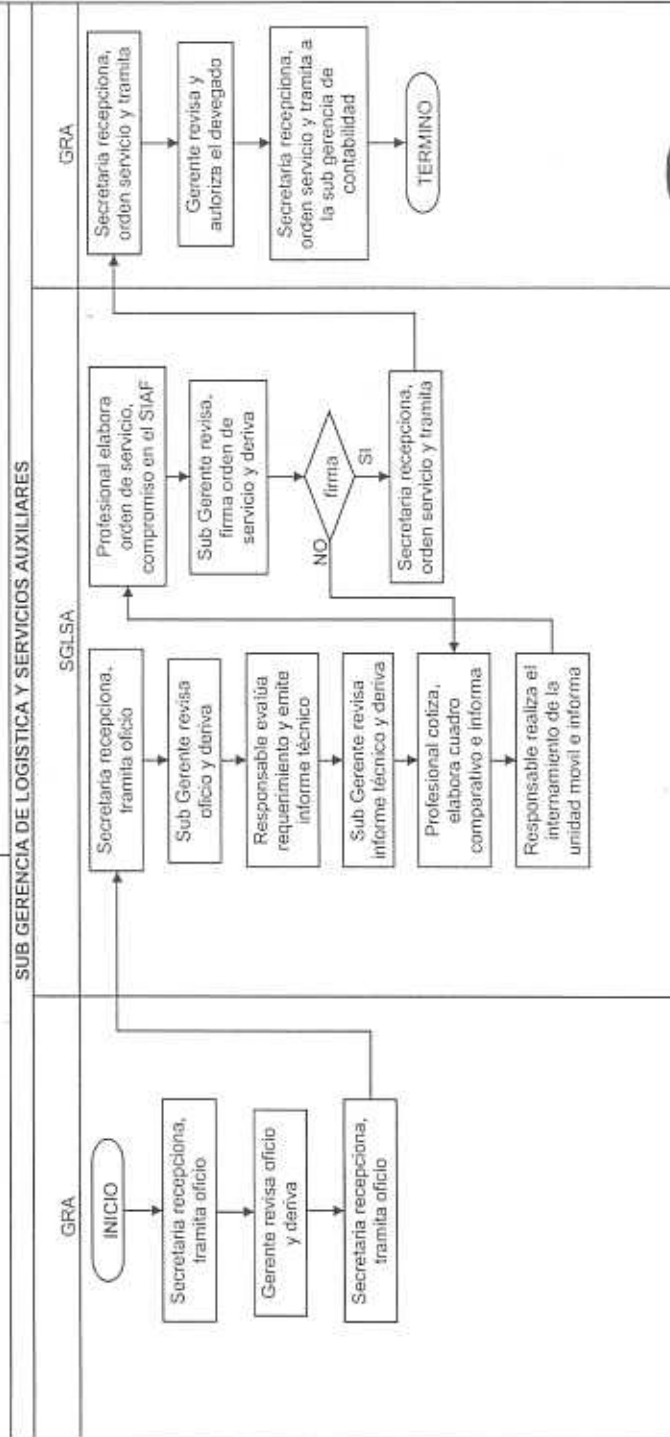 SUB GERENCIA DE LOGISTICA Y SERVICIOS AUXILIARES
GRA
INICIO
Secretaria recepciona,
tramita oficio
Gerente revisa oficio
y deriva
Secretaria recepciona,
tramita oficio
SGLSA
Secretaria recepciona,
tramita oficio
Sub Gerente revisa
oficio y deriva
Responsable evalúa
requerimiento y emite
informe técnico
Sub Gerente revisa
informe técnico y deriva
Profesional cotiza,
elabora cuadro
comparativo e informa
Responsable realiza el
internamiento de la
unidad movil e informa
Profesional elabora
orden de servicio,
compromiso en el SIAF
Sub Gerente revisa,
firma orden de
servicio y deriva
firma
NO
SI
Secretaria recepciona,
orden servicio y tramita
GRA
Secretaria recepciona,
orden servicio y tramita
Gerente revisa y
autoriza el devegado
Secretaria recepciona,
orden servicio y tramita a
la sub gerencia de
contabilidad
TERMINO